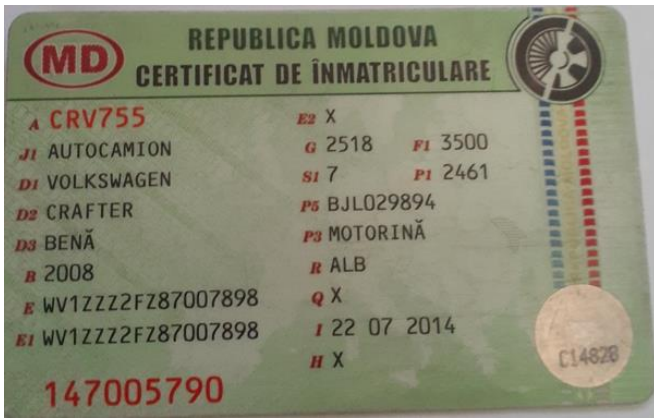 MD
REPUBLICA MOLDOVA
CERTIFICAT DE ÎNMATRICULARE
A CRV755
J1 AUTOCAMION
D1 VOLKSWAGEN
D2 CRAFTER
D3 BENĂ
B 2008
E WV1ZZZ2FZ87007898
E1 WV1ZZZ2FZ87007898
147005790
E2 X
G 2518 F1 3500
S1 7 P1 2461
P5 BJL029894
P3 MOTORINĂ
R ALB
Q X
I 22 07 2014
H X